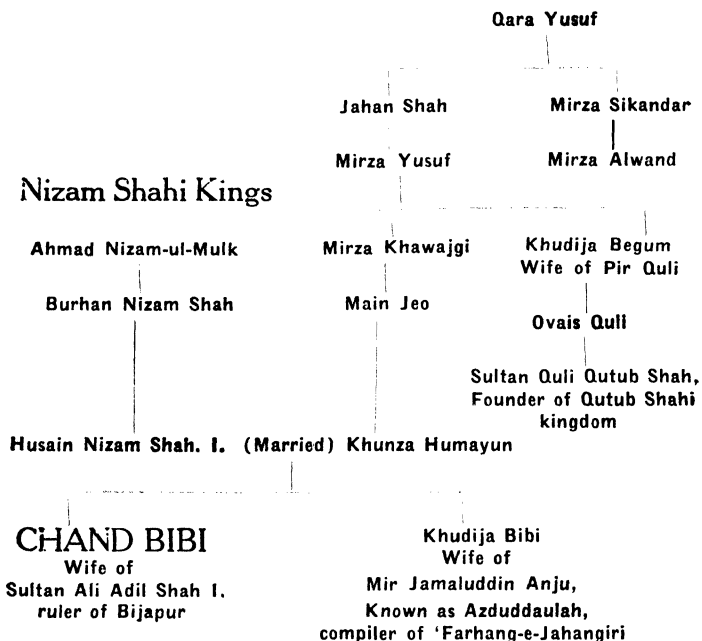 Qara Yusuf
Jahan Shah
Mirza Sikandar
Mirza Yusuf
Mirza Alwand
Nizam Shahi Kings
Ahmad Nizam-ul-Mulk
Mirza Khawajgi
Khudija Begum
Wife of Pir Quli
Burhan Nizam Shah
Main Jeo
Ovais Quli
Sultan Quli Qutub Shah,
Founder of Qutub Shahi
kingdom
Husain Nizam Shah. I. (Married) Khunza Humayun
CHAND BIBI
Wife of
Sultan Ali Adil Shah I.
ruler of Bijapur
Khudija Bibi
Wife of
Mir Jamaluddin Anju,
Known as Azduddaulah,
compiler of 'Farhang-e-Jahangiri